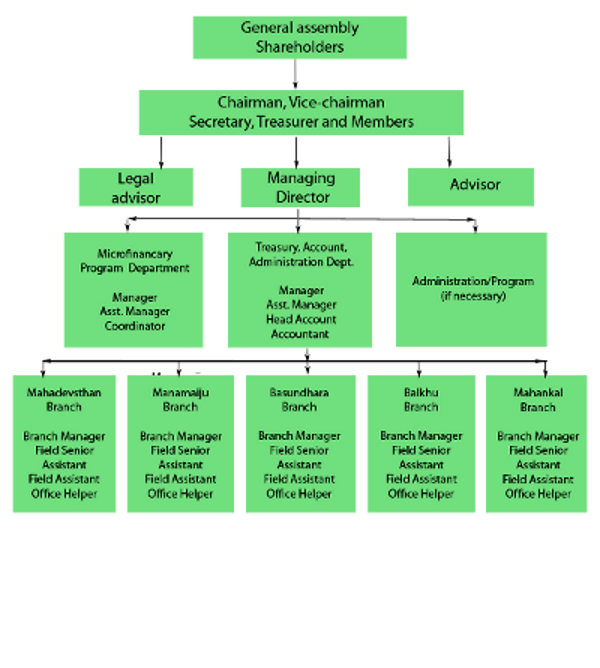 General assembly
Shareholders
Chairman, Vice-chairman
Secretary, Treasurer and Members
Legal
advisor
Managing
Director
Advisor
Microfinancary
Program Department
Manager
Asst. Manager
Coordinator
Treasury, Account,
Administration Dept.
Manager
Asst. Manager
Head Account
Accountant
Administration/Program
(if necessary)
Mahadevsthan
Branch
Branch Manager
Field Senior
Assistant
Field Assistant
Office Helper
Manamaiju
Branch
Branch Manager
Field Senior
Assistant
Field Assistant
Office Helper
Basundhara
Branch
Branch Manager
Field Senior
Assistant
Field Assistant
Office Helper
Balkhu
Branch
Branch Manager
Field Senior
Assistant
Field Assistant
Office Helper
Mahankal
Branch
Branch Manager
Field Senior
Assistant
Field Assistant
Office Helper